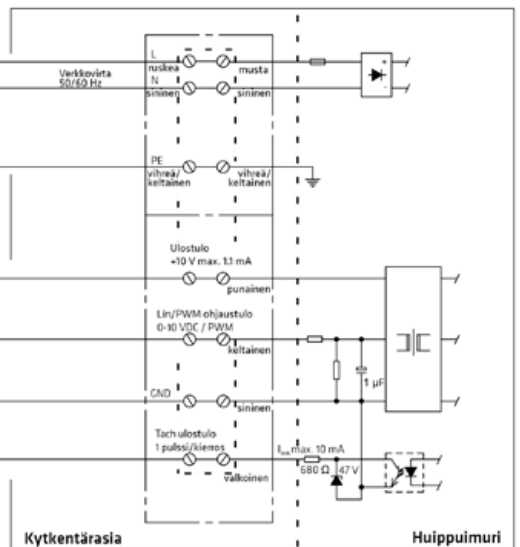 L
ruskea
musta
Verkkovirta
50/60 Hz
N
sininen
sininen
+
-
PE
vihreä/
keltainen
vihreä/
keltainen
Ulostulo
+10 V max. 1.1 mA
punainen
Lin/PWM ohjaustulo
0-10 VDC / PWM
keltainen
1 µF
GND
sininen
Tach ulostulo
1 pulssi/kierros
max. 10 mA
680 Ω
47 V
valkoinen
Kytkentärasia
Huippuimuri